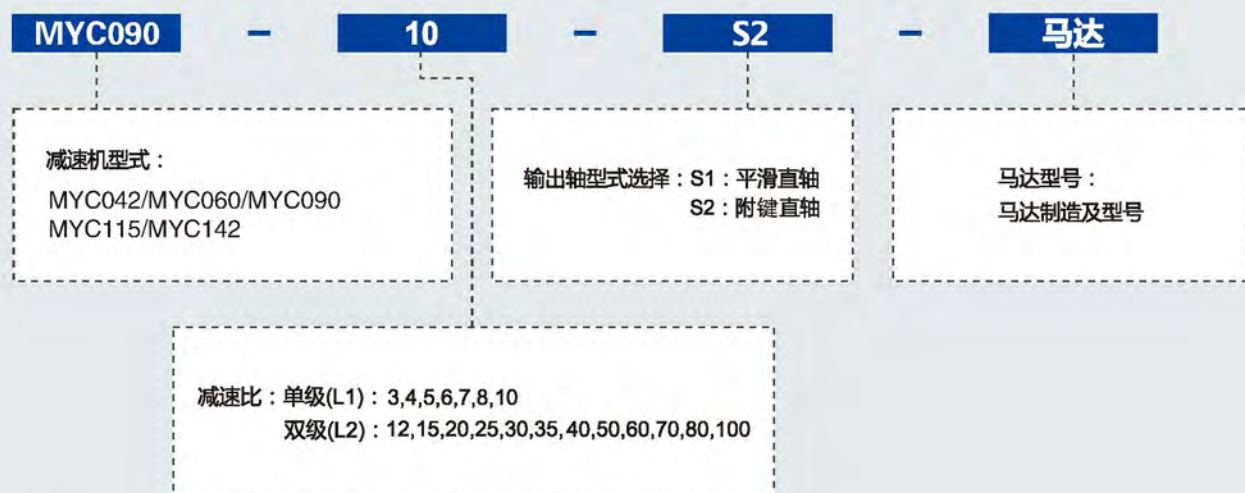 MYC090 - 10 - S2 - 马达
减速机型式：
MYC042/MYC060/MYC090
MYC115/MYC142
输出轴型式选择：S1：平滑直轴
S2：附键直轴
马达型号：
马达制造及型号
减速比：单级(L1)：3,4,5,6,7,8,10
双级(L2)：12,15,20,25,30,35,40,50,60,70,80,100